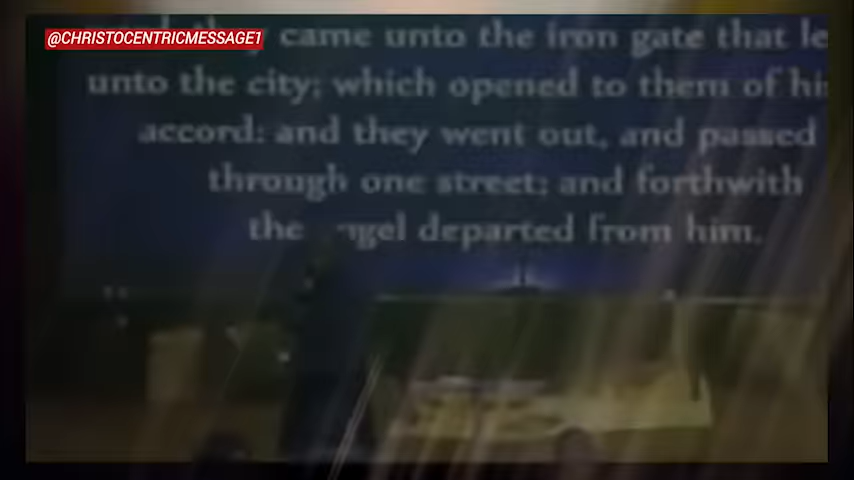 @CHRISTOCENTRICMESSAGE1
came unto the iron gate that
unto the city; which opened to them of
accord: and they went out, and passed
through one street; and forthwith
the departed from him.